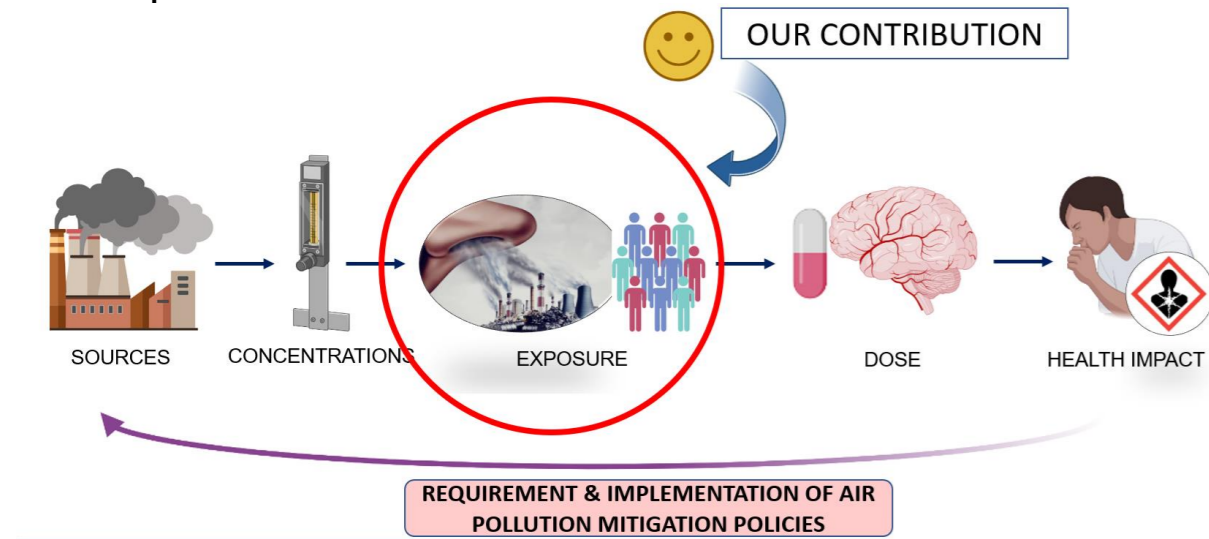 OUR CONTRIBUTION
SOURCES
CONCENTRATIONS
EXPOSURE
DOSE
HEALTH IMPACT
REQUIREMENT & IMPLEMENTATION OF AIR
POLLUTION MITIGATION POLICIES